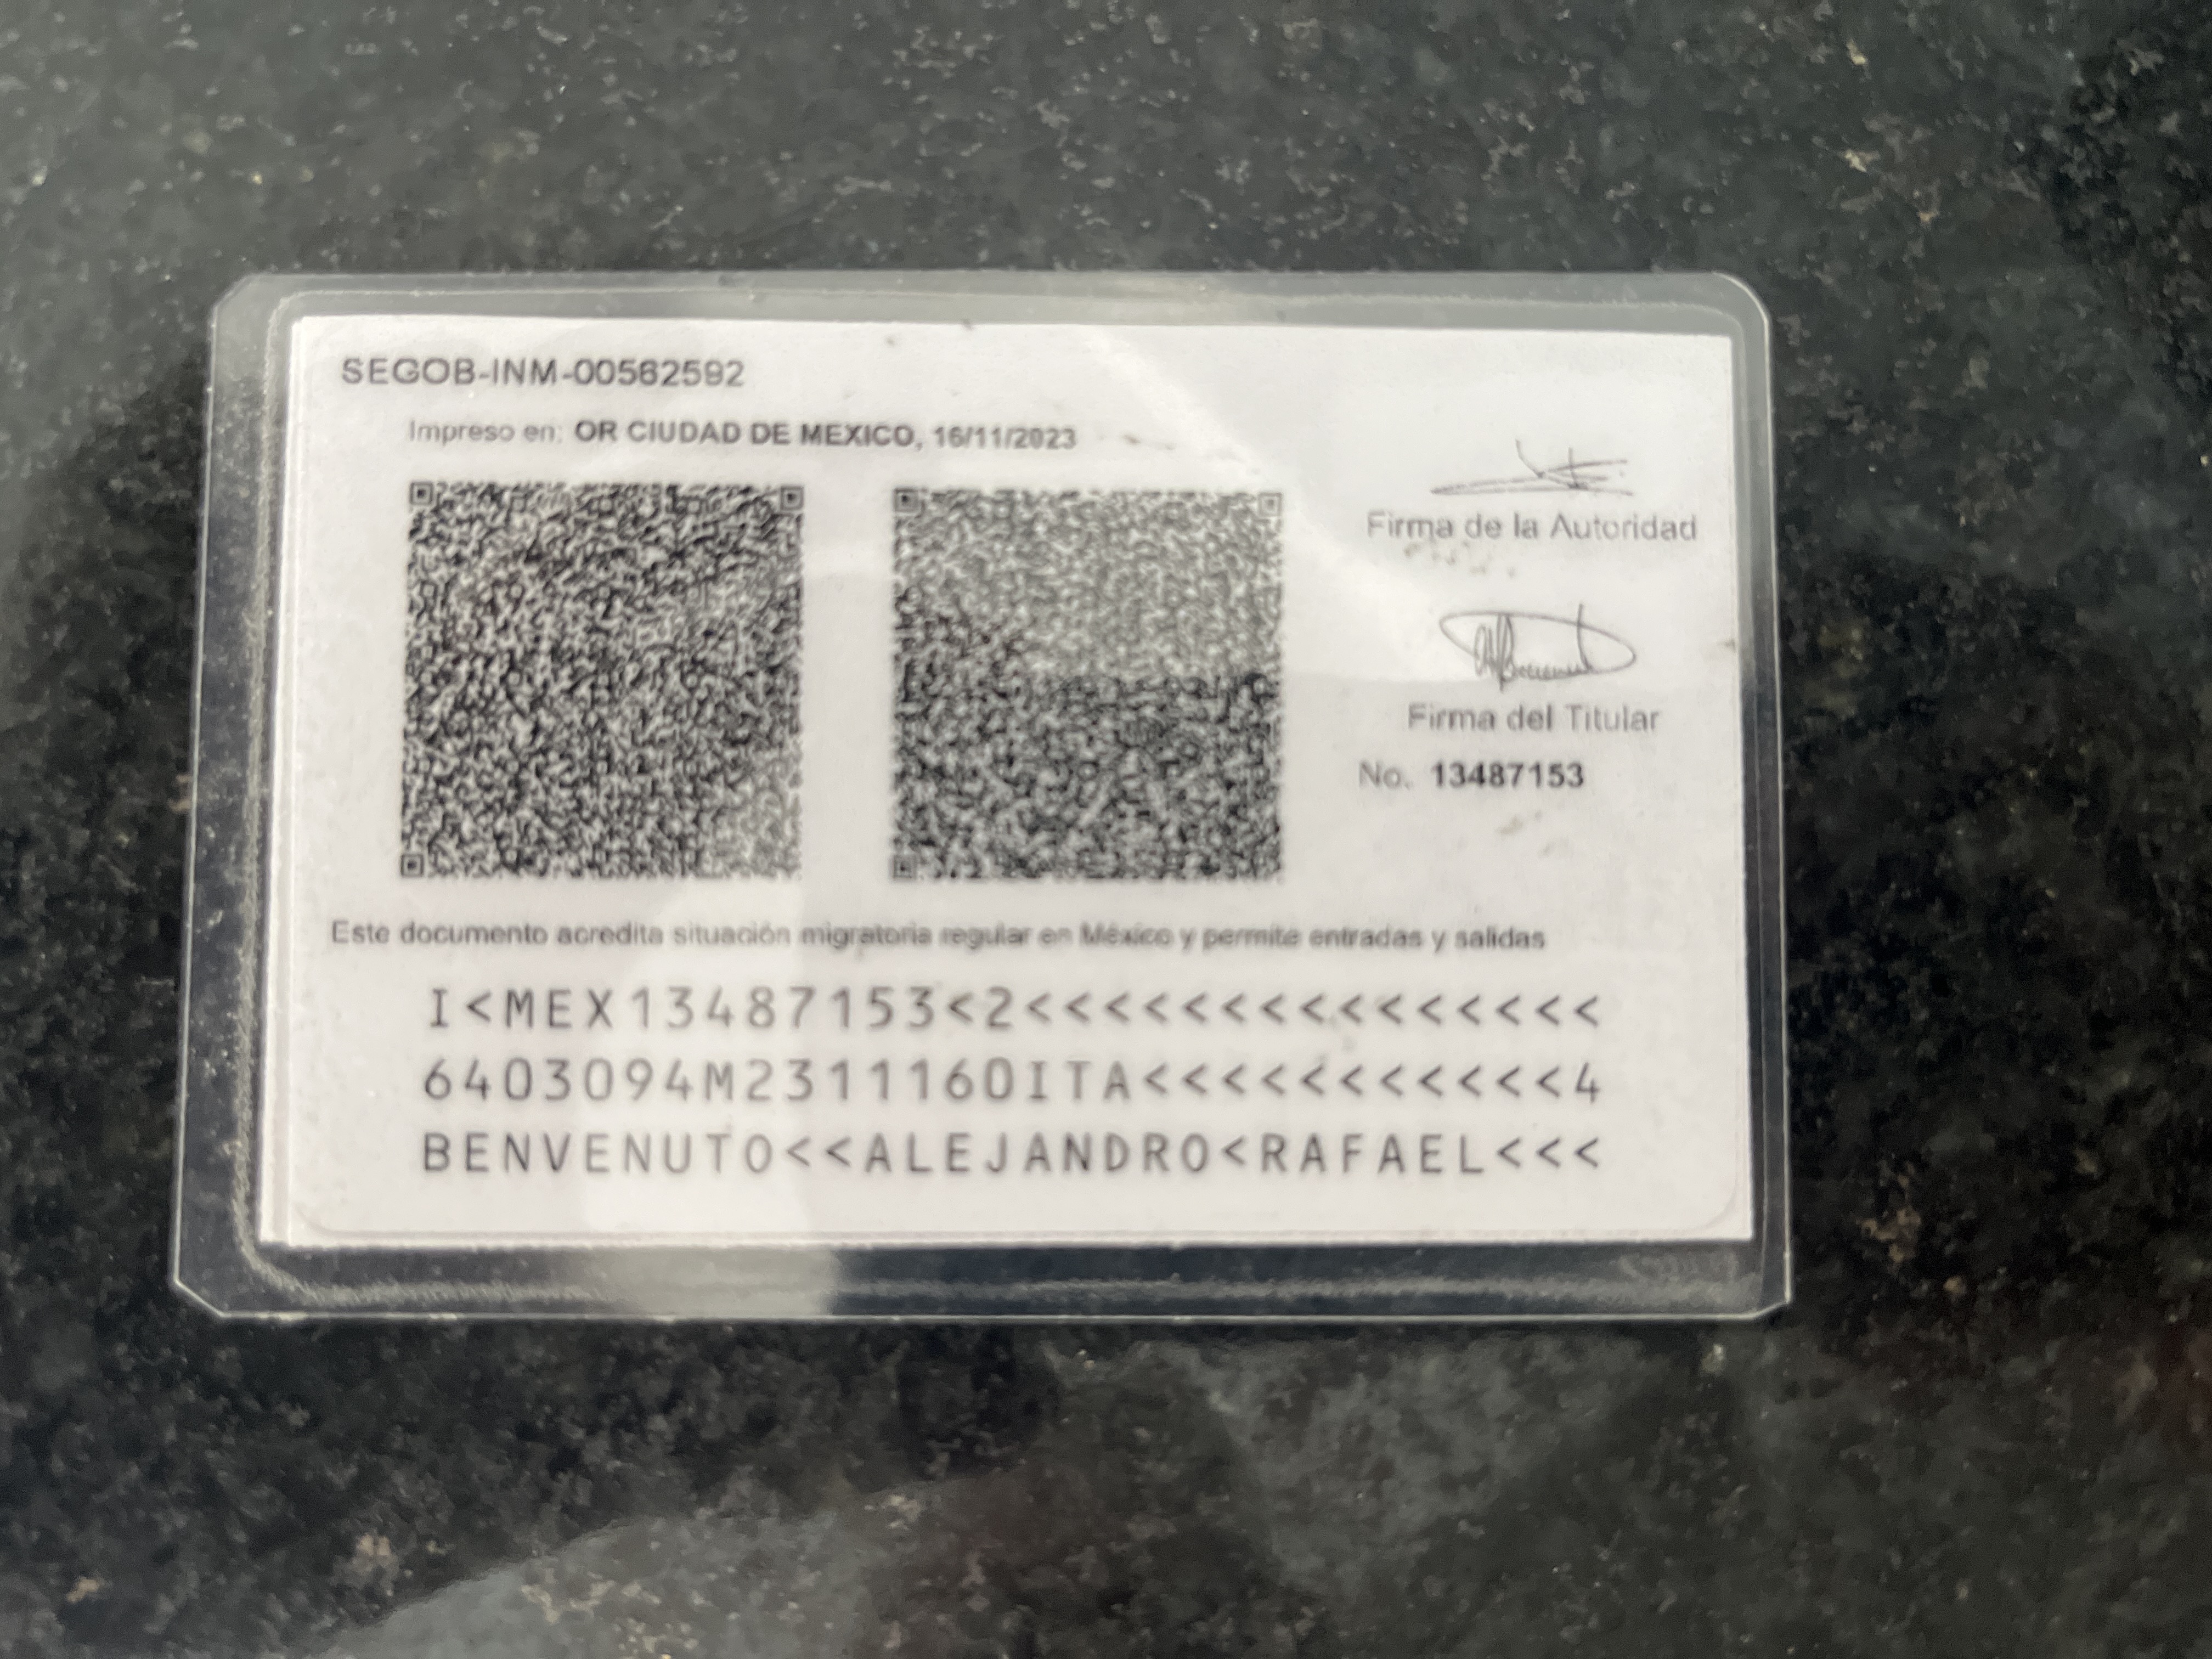 SEGOB-INM-00562592
Impreso en: OR CIUDAD DE MEXICO, 16/11/2023
Firma de la Autoridad
Firma del Titular
No. 13487153
Este documento acredita situación migratoria regular en México y permite entradas y salidas
I<MEX13487153<2<<<<<<<<<<<<<<<
6403094M2311160ITA<<<<<<<<<<<4
BENVENUTO<<ALEJANDRO<RAFAEL<<<